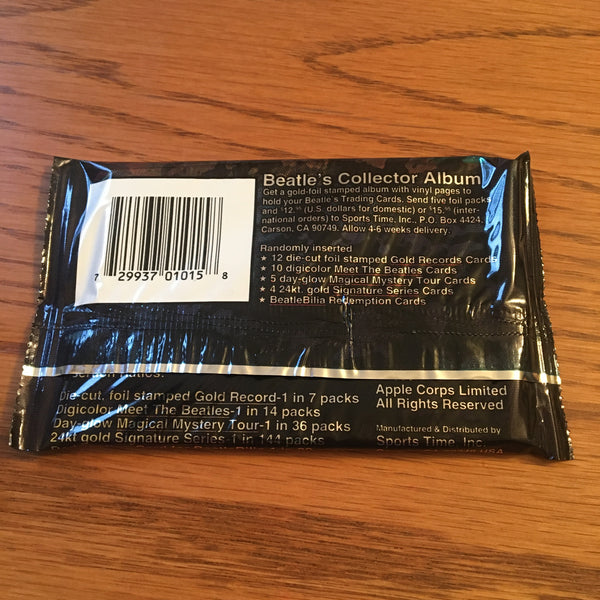 Beatle's Collector Album
Get a gold-foil stamped album with vinyl pages to
hold your Beatle's Trading Cards. Send five foil packs
and $12.95 (U.S. dollars for domestic) or $15.95 (inter-
national orders) to Sports Time, Inc., P.O. Box 4424,
Carson, CA 90749. Allow 4-6 weeks delivery.
Randomly inserted
★ 12 die-cut foil stamped Gold Records Cards
★ 10 digicolor Meet The Beatles Cards
★ 5 day-glow Magical Mystery Tour Cards
★ 4 24kt. gold Signature Series Cards
★ BeatleBilia Redemption Cards
7 29937 01015 8
Die-cut, foil stamped Gold Record-1 in 7 packs
Digicolor Meet The Beatles-1 in 14 packs
Day-glow Magical Mystery Tour-1 in 36 packs
24kt gold Signature Series-1 in 144 packs
Apple Corps Limited
All Rights Reserved
Manufactured & Distributed by
Sports Time, Inc.